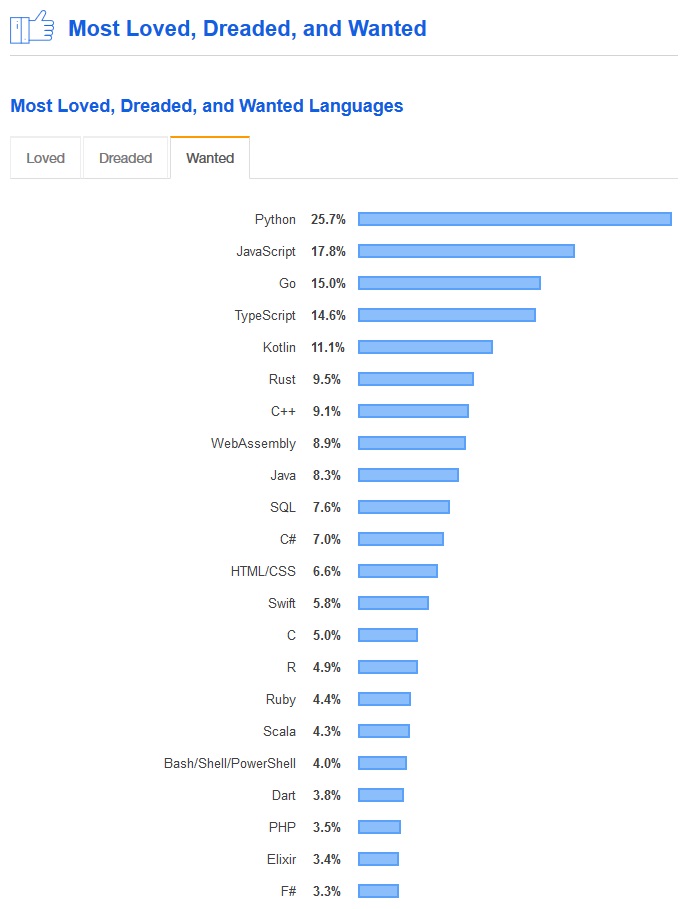 Most Loved, Dreaded, and Wanted
Most Loved, Dreaded, and Wanted Languages
Loved Dreaded Wanted
Python 25.7%
JavaScript 17.8%
Go 15.0%
TypeScript 14.6%
Kotlin 11.1%
Rust 9.5%
C++ 9.1%
WebAssembly 8.9%
Java 8.3%
SQL 7.6%
C# 7.0%
HTML/CSS 6.6%
Swift 5.8%
C 5.0%
R 4.9%
Ruby 4.4%
Scala 4.3%
Bash/Shell/PowerShell 4.0%
Dart 3.8%
PHP 3.5%
Elixir 3.4%
F# 3.3%